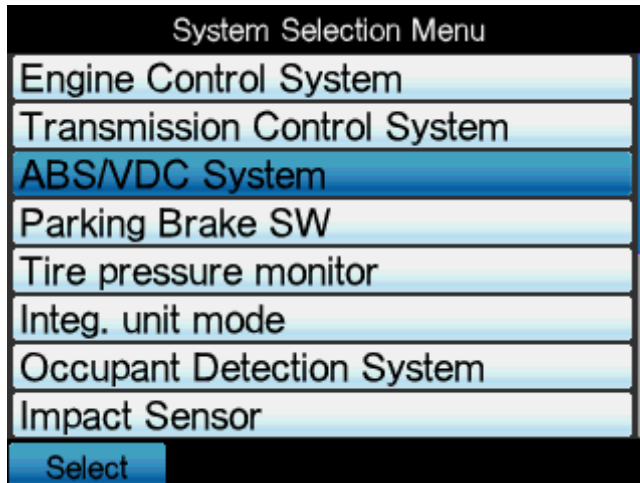 System Selection Menu
Engine Control System
Transmission Control System
ABS/VDC System
Parking Brake SW
Tire pressure monitor
Integ. unit mode
Occupant Detection System
Impact Sensor
Select